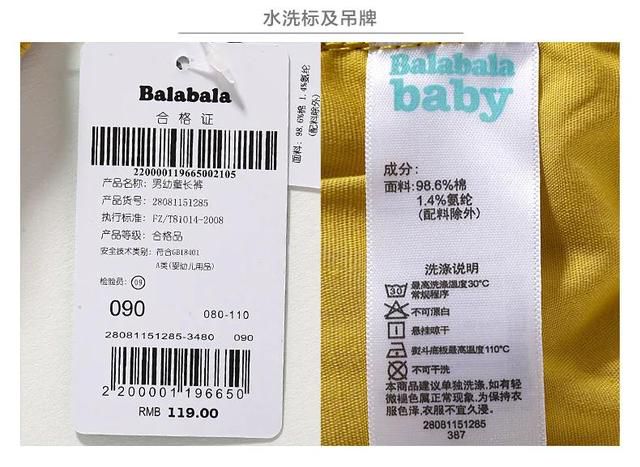 水洗标及吊牌
Balabala
合格证
220000119665002105
产品名称: 男幼童长裤
产品货号: 28081151285
执行标准: FZ/T81014-2008
产品等级: 合格品
安全技术类别: 符合GB18401
A类(婴幼儿用品)
检验员: 09
090 080-110
28081151285-3480 090
2 200001 196650
RMB 119.00
面料: 98.6%棉 1.4%氨纶
(配料除外)
Balabala
baby
成分:
面料:98.6%棉
1.4%氨纶
(配料除外)
洗涤说明
30 最高洗涤温度30°C
常规程序
不可漂白
悬挂晾干
熨斗底板最高温度110°C
不可干洗
本商品建议单独洗涤,如有轻
微褪色属正常现象,为保持衣
服色泽,衣服不宜久浸。
28081151285
387